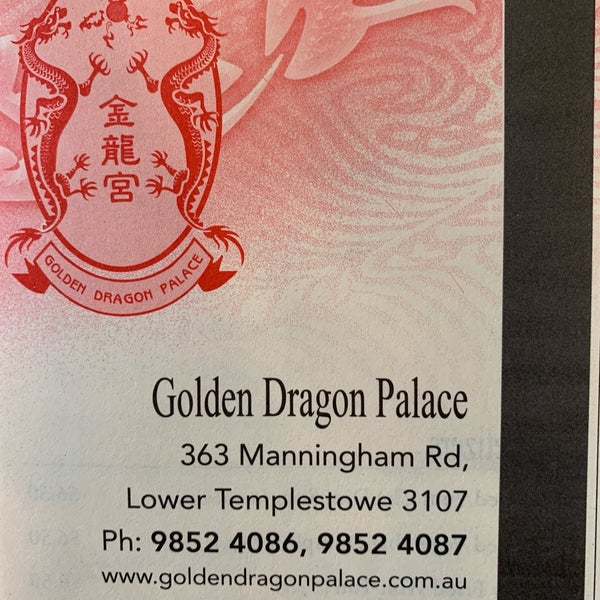 金龍宮
GOLDEN DRAGON PALACE
Golden Dragon Palace
363 Manningham Rd,
Lower Templestowe 3107
Ph: 9852 4086, 9852 4087
www.goldendragonpalace.com.au